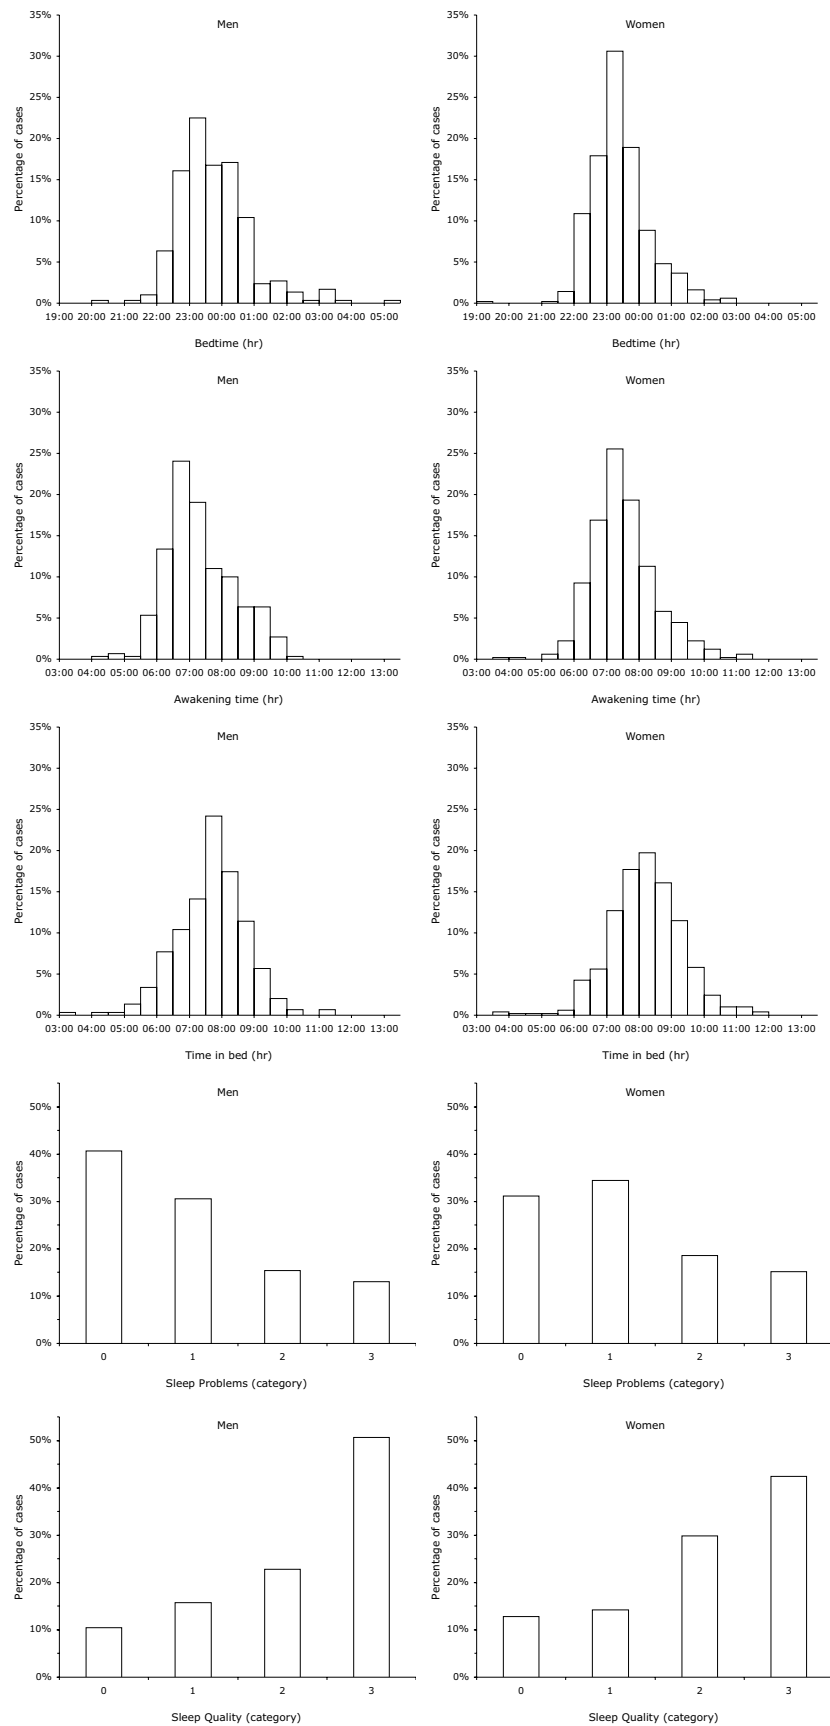 Men
35%
30%
25%
20%
15%
10%
5%
0%
Percentage of cases
19:00 20:00 21:00 22:00 23:00 00:00 01:00 02:00 03:00 04:00 05:00
Bedtime (hr)
Women
35%
30%
25%
20%
15%
10%
5%
0%
Percentage of cases
19:00 20:00 21:00 22:00 23:00 00:00 01:00 02:00 03:00 04:00 05:00
Bedtime (hr)
Men
35%
30%
25%
20%
15%
10%
5%
0%
Percentage of cases
03:00 04:00 05:00 06:00 07:00 08:00 09:00 10:00 11:00 12:00 13:00
Awakening time (hr)
Women
35%
30%
25%
20%
15%
10%
5%
0%
Percentage of cases
03:00 04:00 05:00 06:00 07:00 08:00 09:00 10:00 11:00 12:00 13:00
Awakening time (hr)
Men
35%
30%
25%
20%
15%
10%
5%
0%
Percentage of cases
03:00 04:00 05:00 06:00 07:00 08:00 09:00 10:00 11:00 12:00 13:00
Time in bed (hr)
Women
35%
30%
25%
20%
15%
10%
5%
0%
Percentage of cases
03:00 04:00 05:00 06:00 07:00 08:00 09:00 10:00 11:00 12:00 13:00
Time in bed (hr)
Men
50%
40%
30%
20%
10%
0%
Percentage of cases
0 1 2 3
Sleep Problems (category)
Women
50%
40%
30%
20%
10%
0%
Percentage of cases
0 1 2 3
Sleep Problems (category)
Men
50%
40%
30%
20%
10%
0%
Percentage of cases
0 1 2 3
Sleep Quality (category)
Women
50%
40%
30%
20%
10%
0%
Percentage of cases
0 1 2 3
Sleep Quality (category)